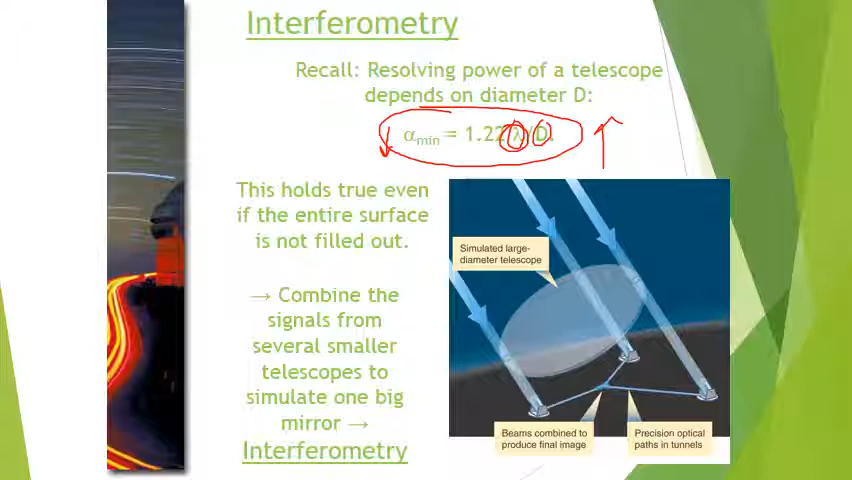 Interferometry
Recall: Resolving power of a telescope
depends on diameter D:
αmin = 1.22 λ/D.
This holds true even
if the entire surface
is not filled out.
→ Combine the
signals from
several smaller
telescopes to
simulate one big
mirror →
Interferometry
Simulated large-
diameter telescope
Beams combined to
produce final image
Precision optical
paths in tunnels